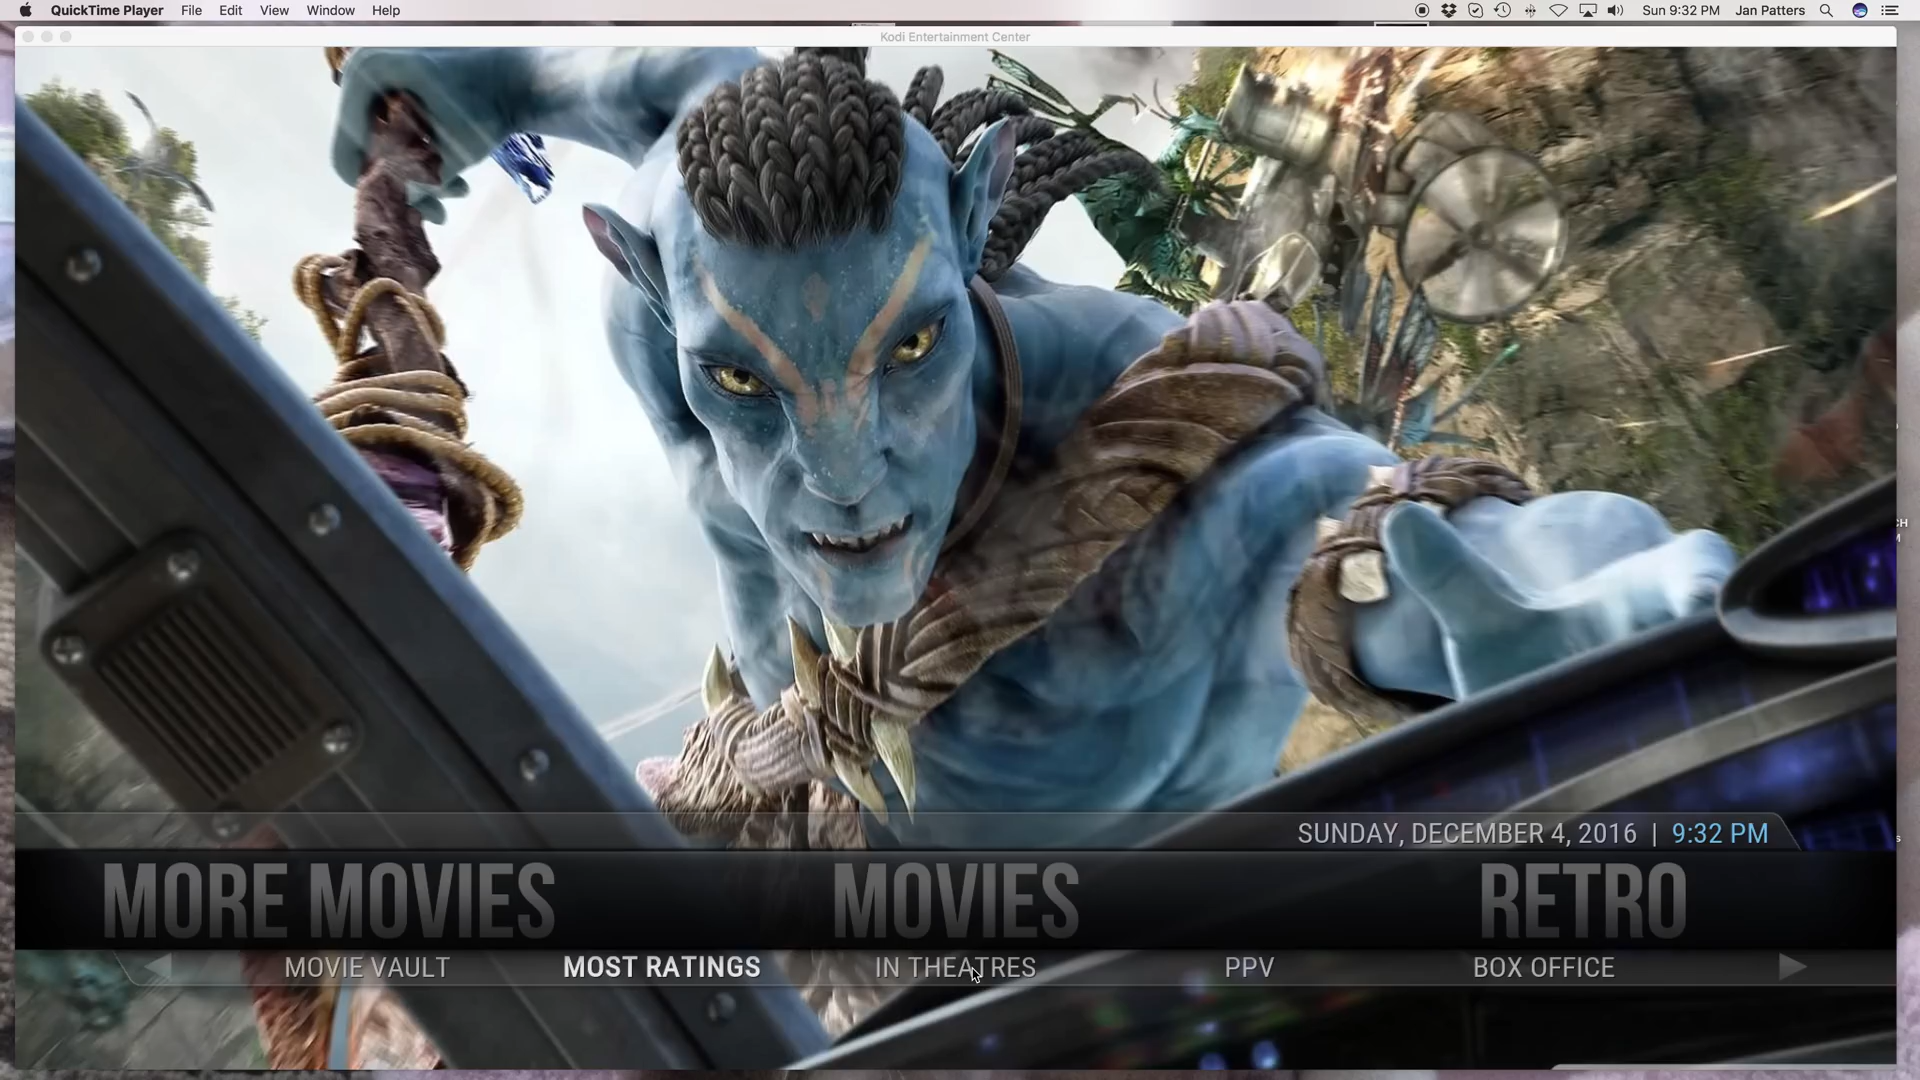 QuickTime Player File Edit View Window Help Sun 9:32 PM Jan Patters
Kodi Entertainment Center
SUNDAY, DECEMBER 4, 2016 | 9:32 PM
MORE MOVIES MOVIES RETRO
MOVIE VAULT MOST RATINGS IN THEATRES PPV BOX OFFICE